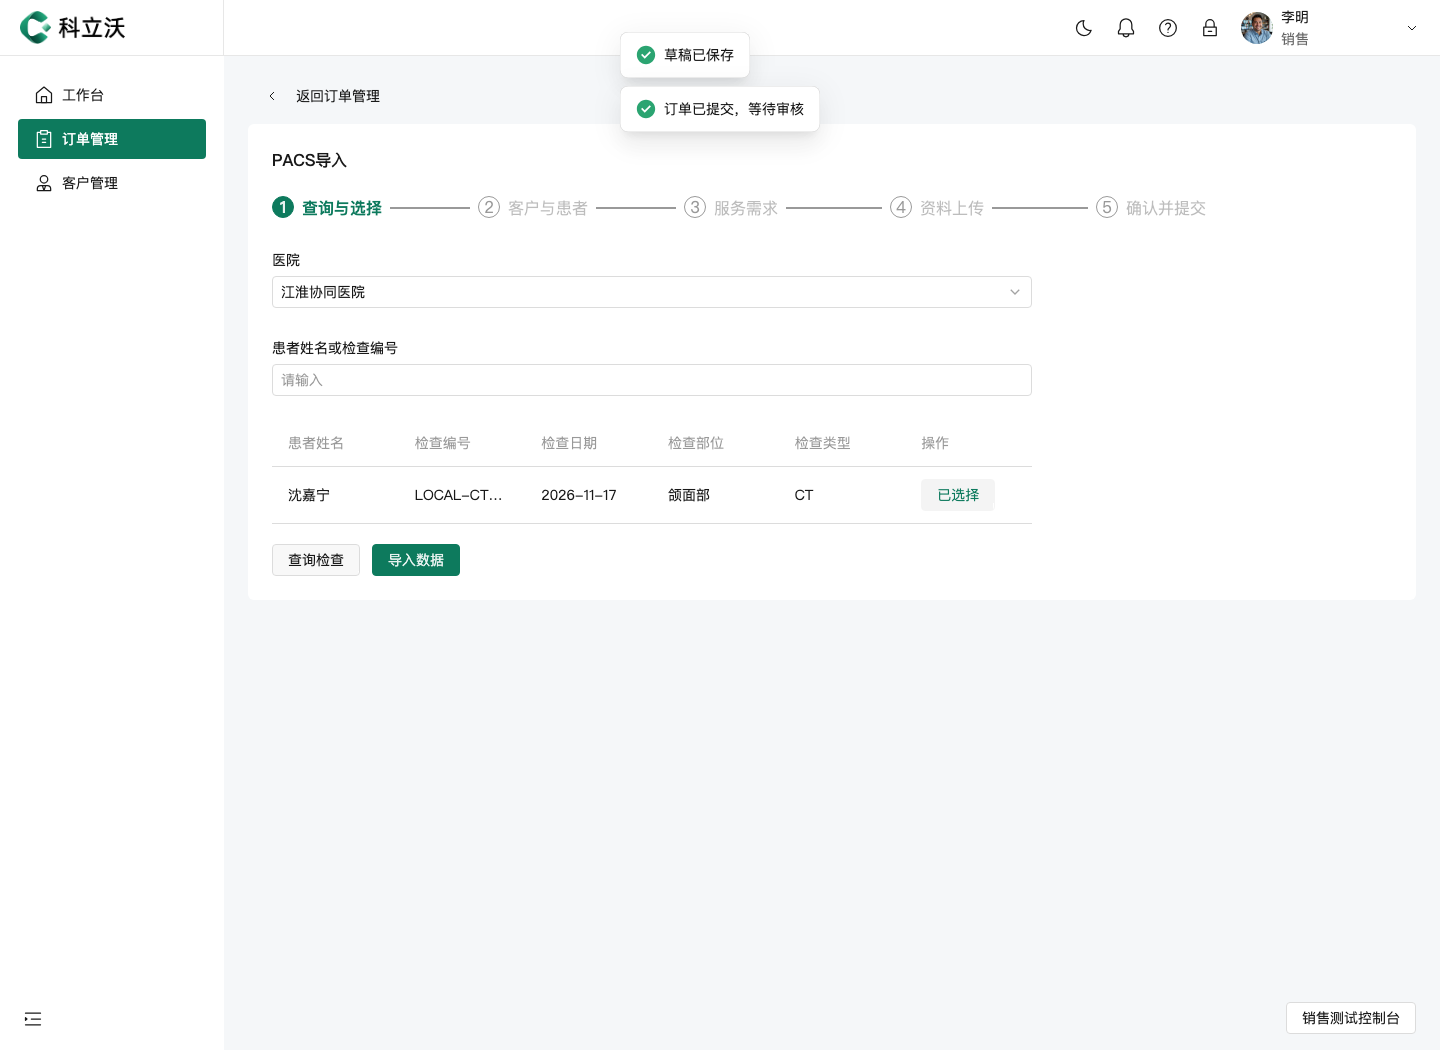 科立沃
李明
销售
草稿已保存
订单已提交，等待审核
工作台
订单管理
客户管理
返回订单管理
PACS导入
1 查询与选择 2 客户与患者 3 服务需求 4 资料上传 5 确认并提交
医院
江淮协同医院
患者姓名或检查编号
请输入
患者姓名 检查编号 检查日期 检查部位 检查类型 操作
沈嘉宁 LOCAL-CT... 2026-11-17 颌面部 CT 已选择
查询检查 导入数据
销售测试控制台